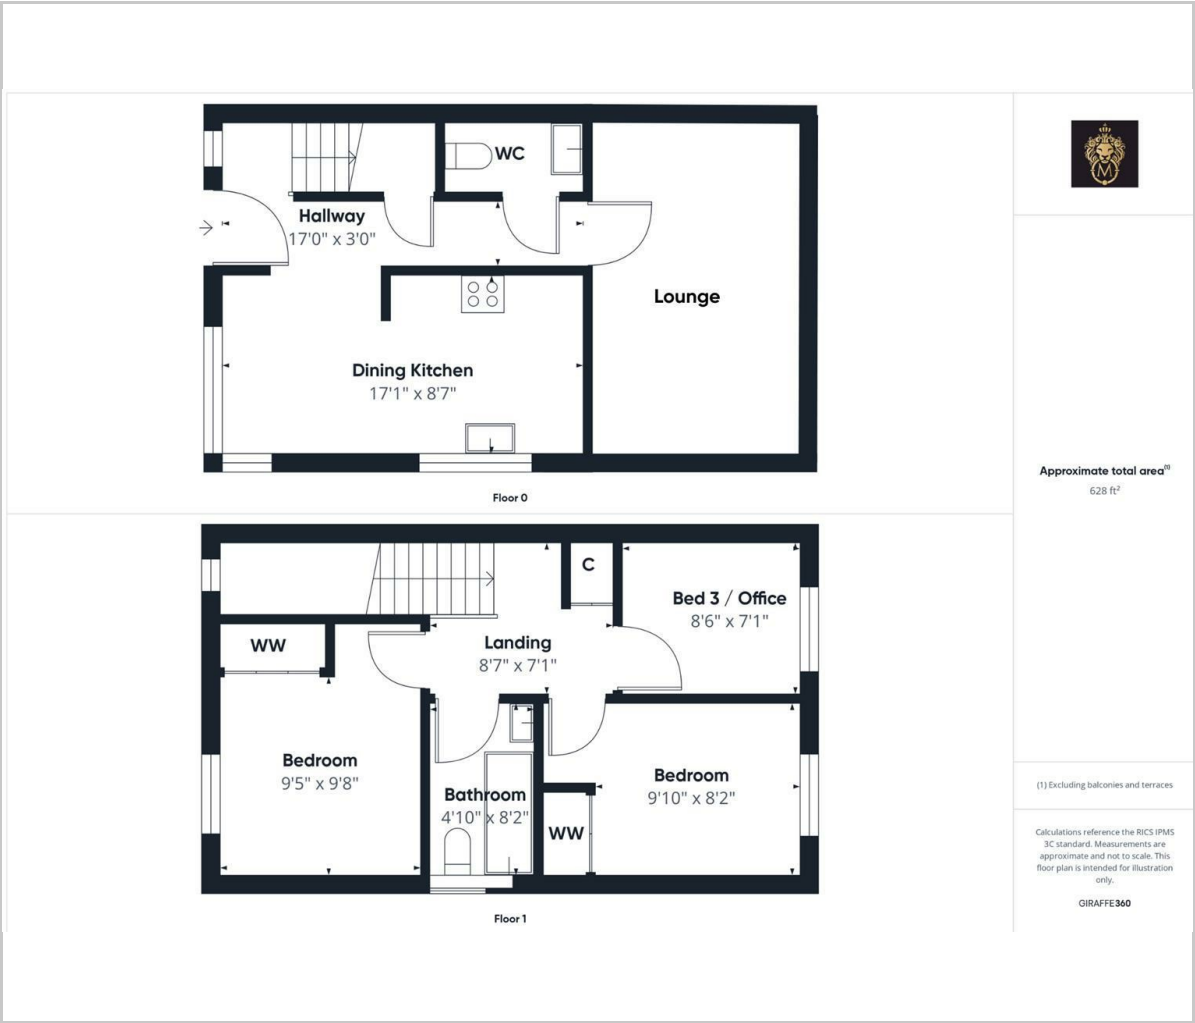 WC
Hallway
17'0" x 3'0"
Lounge
Dining Kitchen
17'1" x 8'7"
Floor 0
C
Bed 3 / Office
8'6" x 7'1"
WW
Landing
8'7" x 7'1"
Bedroom
9'5" x 9'8"
Bathroom
4'10" x 8'2"
Bedroom
9'10" x 8'2"
WW
Floor 1
M
Approximate total area(1)
628 ft²
(1) Excluding balconies and terraces
Calculations reference the RICS IPMS
3C standard. Measurements are
approximate and not to scale. This
floor plan is intended for illustration
only.
GIRAFFE360